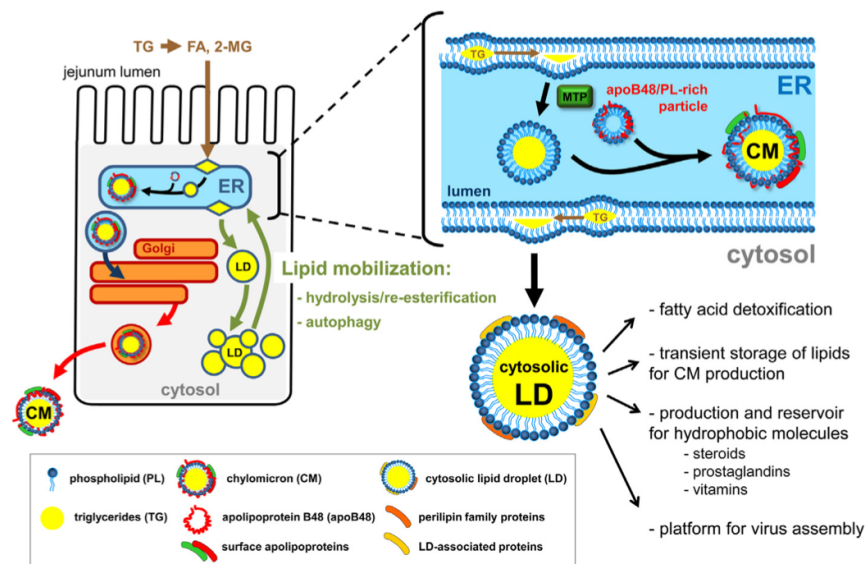 TG → FA, 2-MG
jejunum lumen
ER
Golgi
LD
LD
Lipid mobilization:
- hydrolysis/re-esterification
- autophagy
cytosol
CM
TG
MTP
apoB48/PL-rich
particle
ER
CM
lumen
TG
cytosol
cytosolic
LD
- fatty acid detoxification
- transient storage of lipids
for CM production
- production and reservoir
for hydrophobic molecules
- steroids
- prostaglandins
- vitamins
- platform for virus assembly
phospholipid (PL)
chylomicron (CM)
cytosolic lipid droplet (LD)
triglycerides (TG)
apolipoprotein B48 (apoB48)
perilipin family proteins
surface apolipoproteins
LD-associated proteins